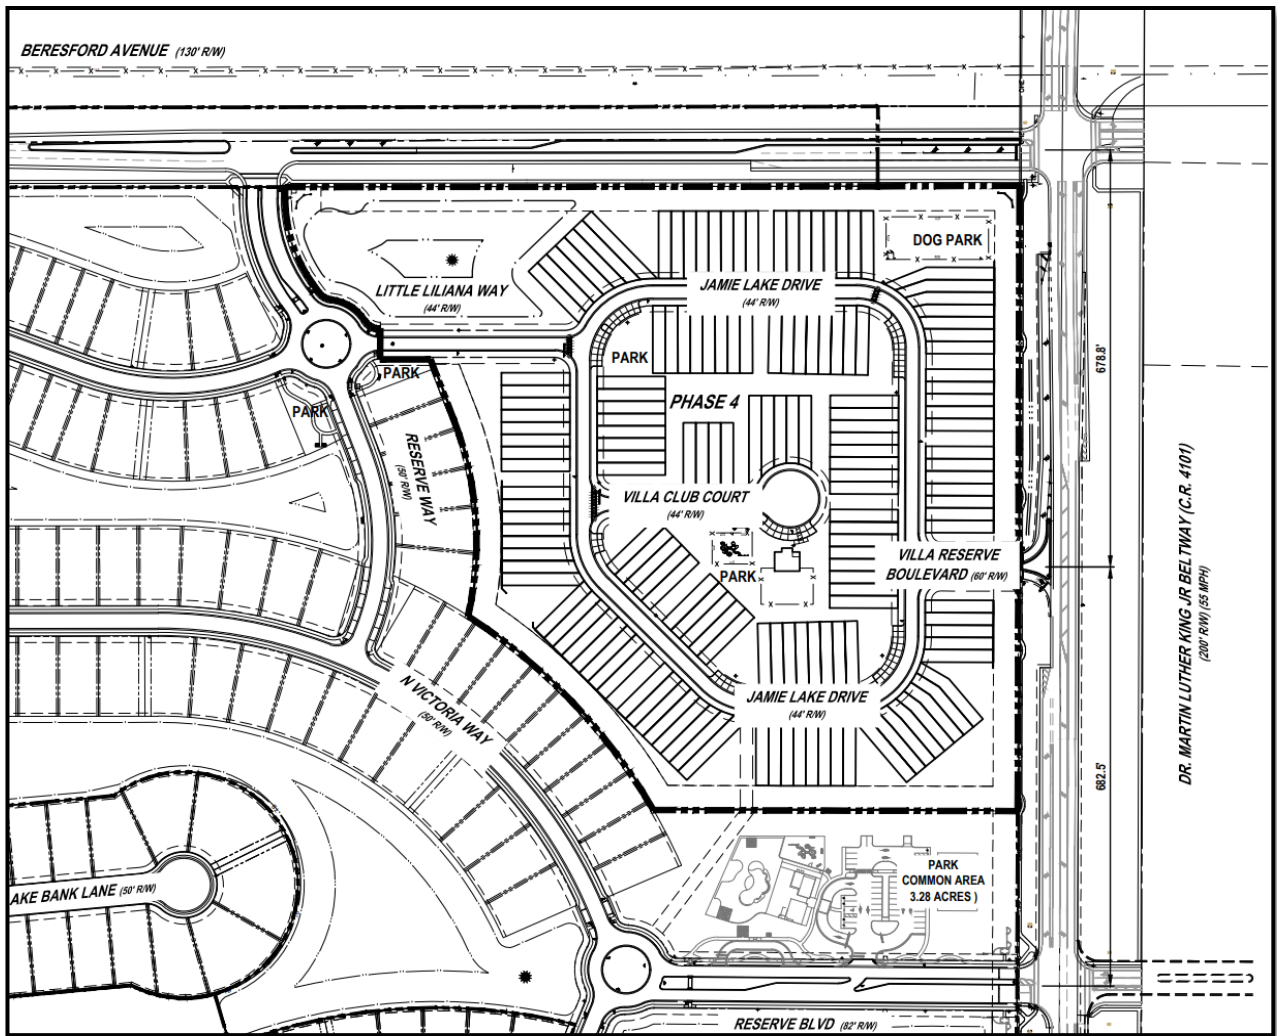 BERESFORD AVENUE (130' R/W)
DOG PARK
LITTLE LILIANA WAY
(44' R/W)
JAMIE LAKE DRIVE
(44' R/W)
PARK
PARK
PARK
PHASE 4
RESERVE WAY
(50' R/W)
678.8'
VILLA CLUB COURT
(44' R/W)
PARK
VILLA RESERVE
BOULEVARD (60' R/W)
DR. MARTIN LUTHER KING JR BELTWAY (C.R. 4101)
(200' R/W) (55 MPH)
N VICTORIA WAY
(50' R/W)
JAMIE LAKE DRIVE
(44' R/W)
682.5'
PARK
COMMON AREA
3.28 ACRES )
AKE BANK LANE (50' R/W)
RESERVE BLVD (82' R/W)